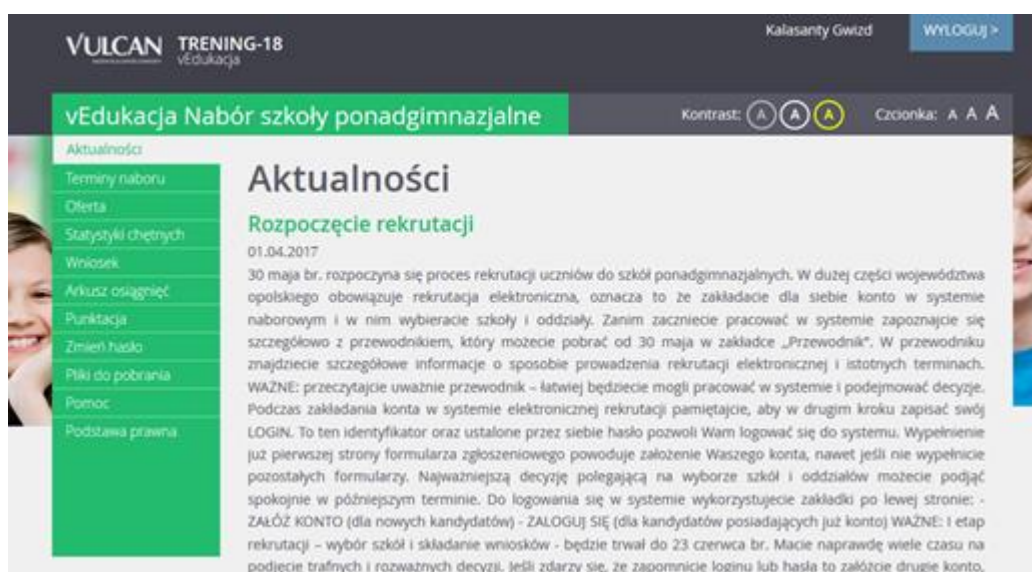 VULCAN TRENING-18
vEdukacja
Kalasanty Gwizd
WYLOGUJ >
vEdukacja Nabór szkoły ponadgimnazjalne
Kontrast: A A A
Czcionka: A A A
Aktualności
Terminy naboru
Oferta
Statystyki chętnych
Wniosek
Arkusz osiągnięć
Punktacja
Zmień hasło
Pliki do pobrania
Pomoc
Podstawa prawna
Aktualności
Rozpoczęcie rekrutacji
01.04.2017
30 maja br. rozpoczyna się proces rekrutacji uczniów do szkół ponadgimnazjalnych. W dużej części województwa
opolskiego obowiązuje rekrutacja elektroniczna, oznacza to że zakładacie dla siebie konto w systemie
naborowym i w nim wybieracie szkoły i oddziały. Zanim zaczniecie pracować w systemie zapoznajcie się
szczegółowo z przewodnikiem, który możecie pobrać od 30 maja w zakładce „Przewodnik”. W przewodniku
znajdziecie szczegółowe informacje o sposobie prowadzenia rekrutacji elektronicznej i istotnych terminach.
WAŻNE: przeczytajcie uważnie przewodnik – łatwiej będziecie mogli pracować w systemie i podejmować decyzje.
Podczas zakładania konta w systemie elektronicznej rekrutacji pamiętajcie, aby w drugim kroku zapisać swój
LOGIN. To ten identyfikator oraz ustalone przez siebie hasło pozwoli Wam logować się do systemu. Wypełnienie
już pierwszej strony formularza zgłoszeniowego powoduje założenie Waszego konta, nawet jeśli nie wypełnicie
pozostałych formularzy. Najważniejszą decyzję polegającą na wyborze szkół i oddziałów możecie podjąć
spokojnie w późniejszym terminie. Do logowania się w systemie wykorzystujecie zakładki po lewej stronie: -
ZAŁÓŻ KONTO (dla nowych kandydatów) - ZALOGUJ SIĘ (dla kandydatów posiadających już konto) WAŻNE: I etap
rekrutacji – wybór szkół i składanie wniosków - będzie trwał do 23 czerwca br. Macie naprawdę wiele czasu na
podjęcie trafnych i rozważnych decyzji. Jeśli zdarzy się, że zapomnicie loginu lub hasła to załóżcie drugie konto,